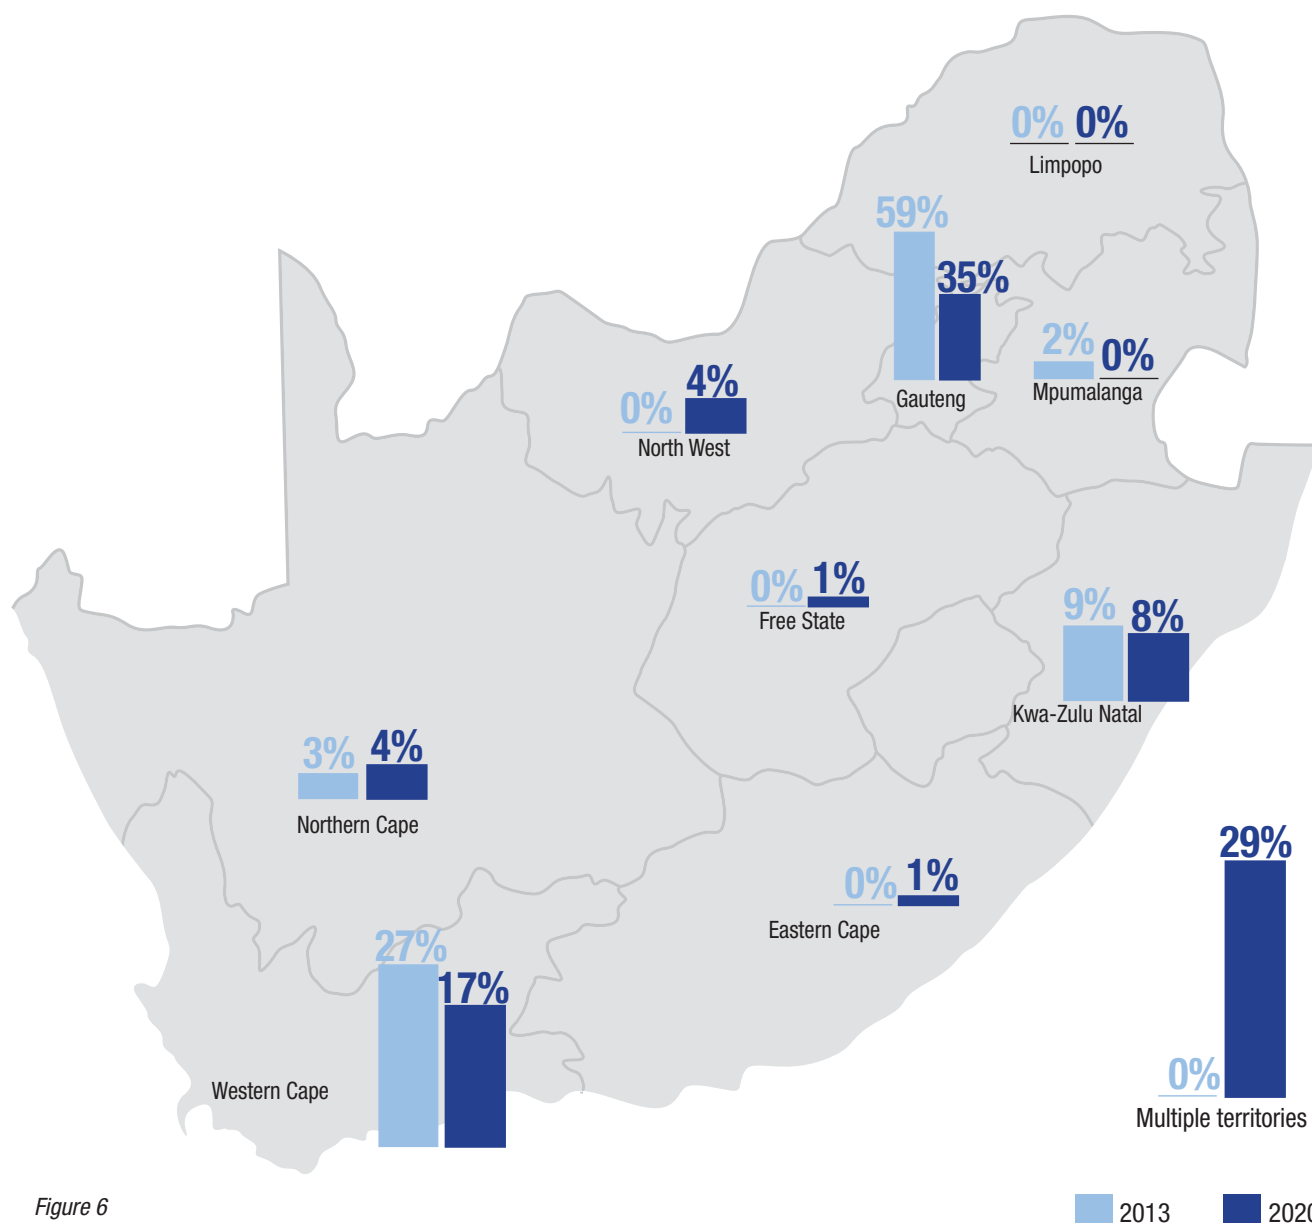 0% 0%
Limpopo
59%
35%
Gauteng
2% 0%
Mpumalanga
0% 4%
North West
0% 1%
Free State
9% 8%
Kwa-Zulu Natal
3% 4%
Northern Cape
0% 1%
Eastern Cape
27%
17%
Western Cape
29%
0%
Multiple territories
Figure 6
2013 2020